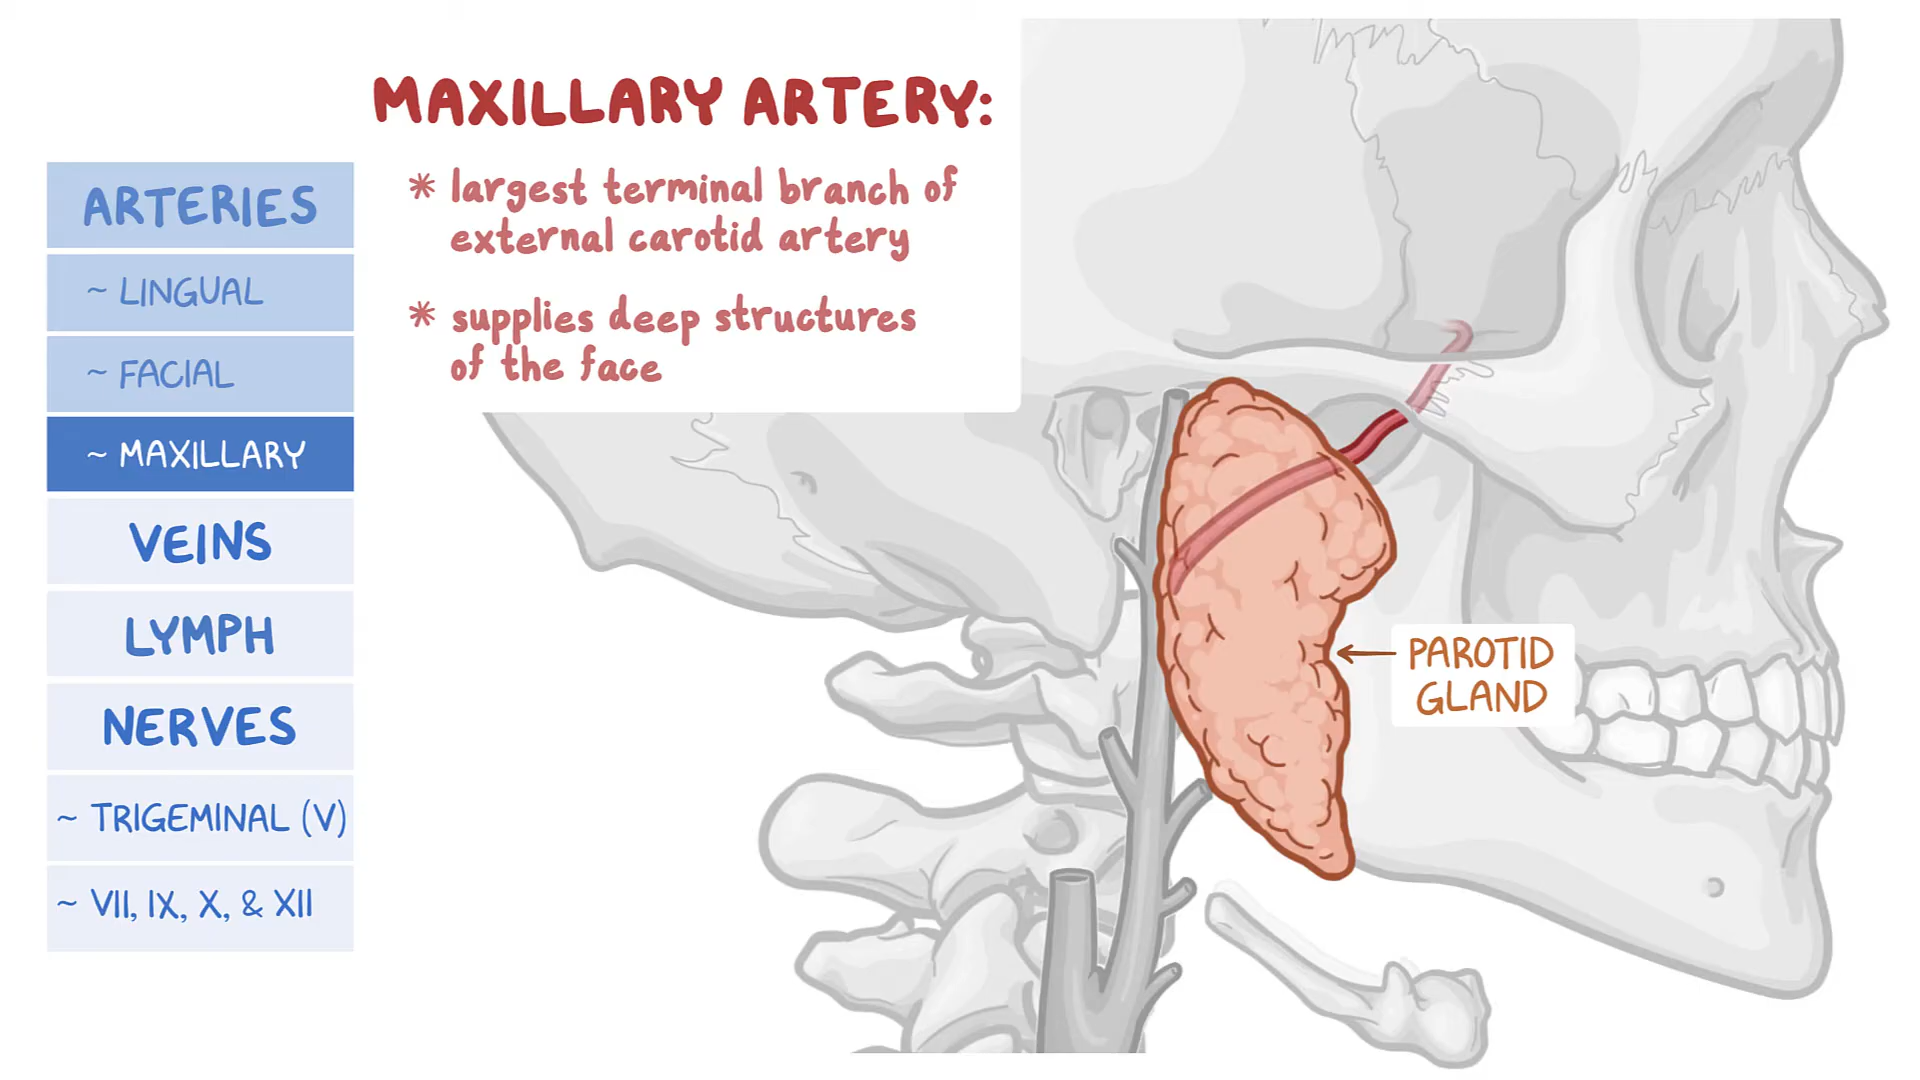 MAXILLARY ARTERY:
* largest terminal branch of
external carotid artery
* supplies deep structures
of the face
ARTERIES
~ LINGUAL
~ FACIAL
~ MAXILLARY
VEINS
LYMPH
NERVES
~ TRIGEMINAL (V)
~ VII, IX, X, & XII
PAROTID
GLAND